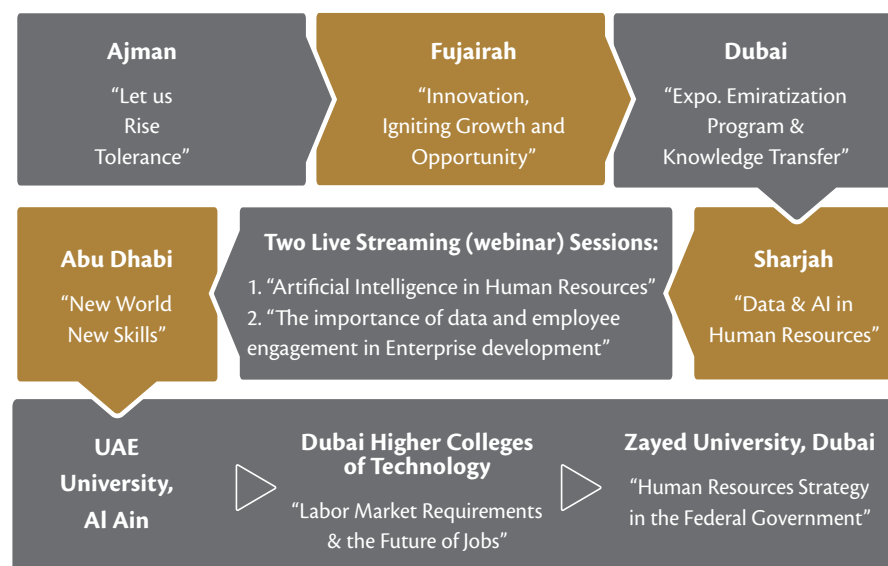 Ajman
“Let us
Rise
Tolerance”
Fujairah
“Innovation,
Igniting Growth and
Opportunity”
Dubai
“Expo. Emiratization
Program &
Knowledge Transfer”
Sharjah
“Data & AI in
Human Resources”
Two Live Streaming (webinar) Sessions:
1. “Artificial Intelligence in Human Resources”
2. “The importance of data and employee
engagement in Enterprise development”
Abu Dhabi
“New World
New Skills”
UAE
University,
Al Ain
Dubai Higher Colleges
of Technology
“Labor Market Requirements
& the Future of Jobs”
Zayed University, Dubai
“Human Resources Strategy
in the Federal Government”